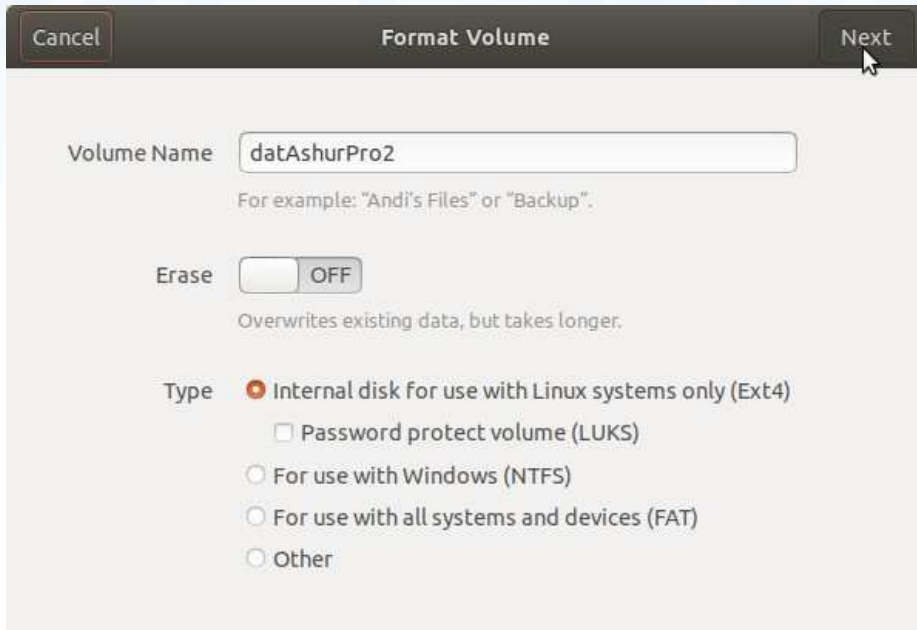 Cancel Format Volume Next
Volume Name datAshurPro2
For example: “Andi’s Files” or “Backup”.
Erase OFF
Overwrites existing data, but takes longer.
Type Internal disk for use with Linux systems only (Ext4)
Password protect volume (LUKS)
For use with Windows (NTFS)
For use with all systems and devices (FAT)
Other